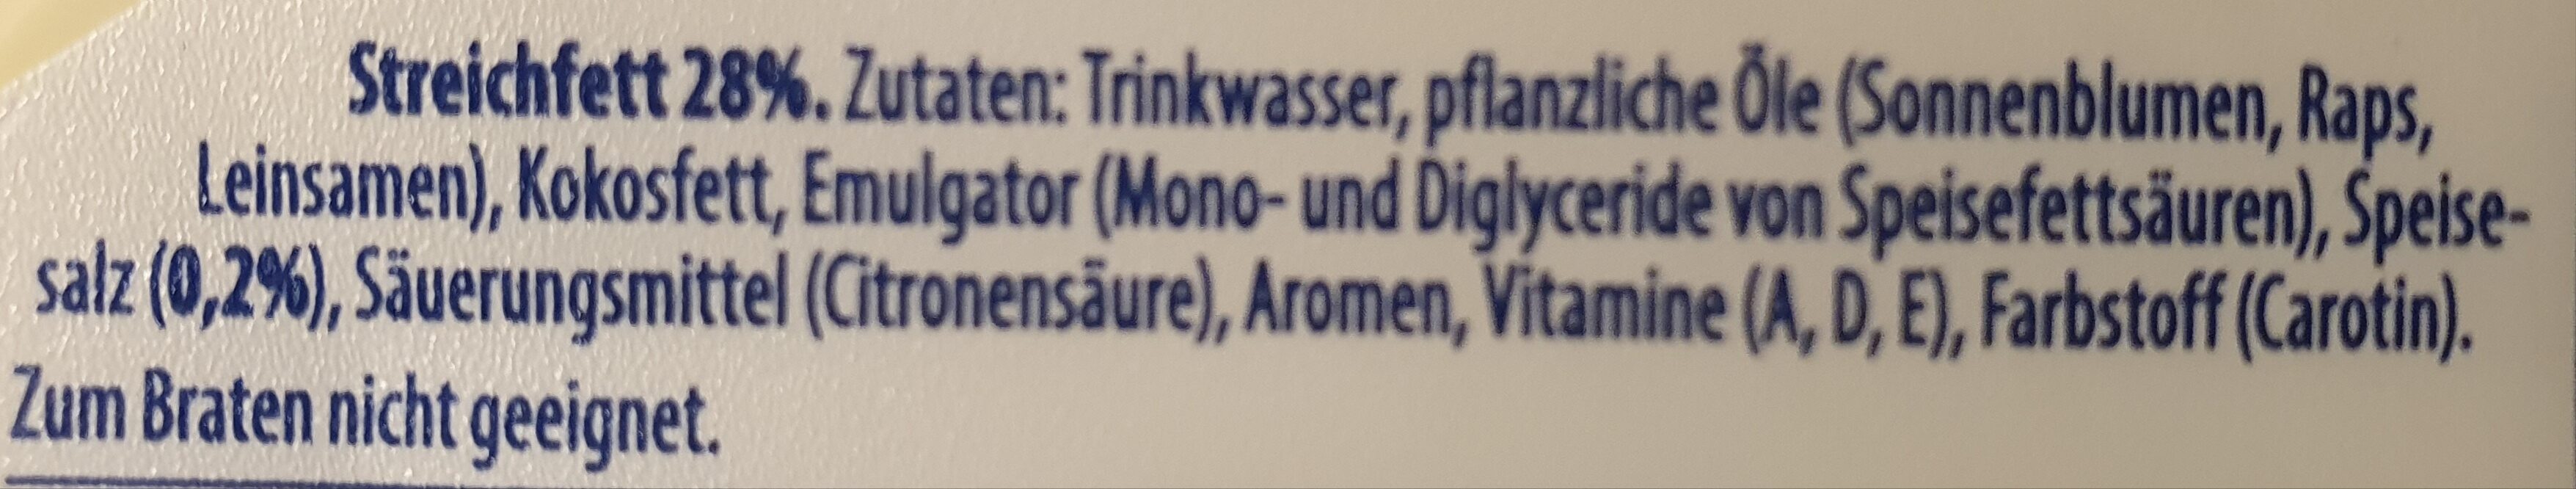 Streichfett 28%. Zutaten: Trinkwasser, pflanzliche Öle (Sonnenblumen, Raps,
Leinsamen), Kokosfett, Emulgator (Mono- und Diglyceride von Speisefettsäuren), Speise-
salz (0,2%), Säuerungsmittel (Citronensäure), Aromen, Vitamine (A, D, E), Farbstoff (Carotin).
Zum Braten nicht geeignet.